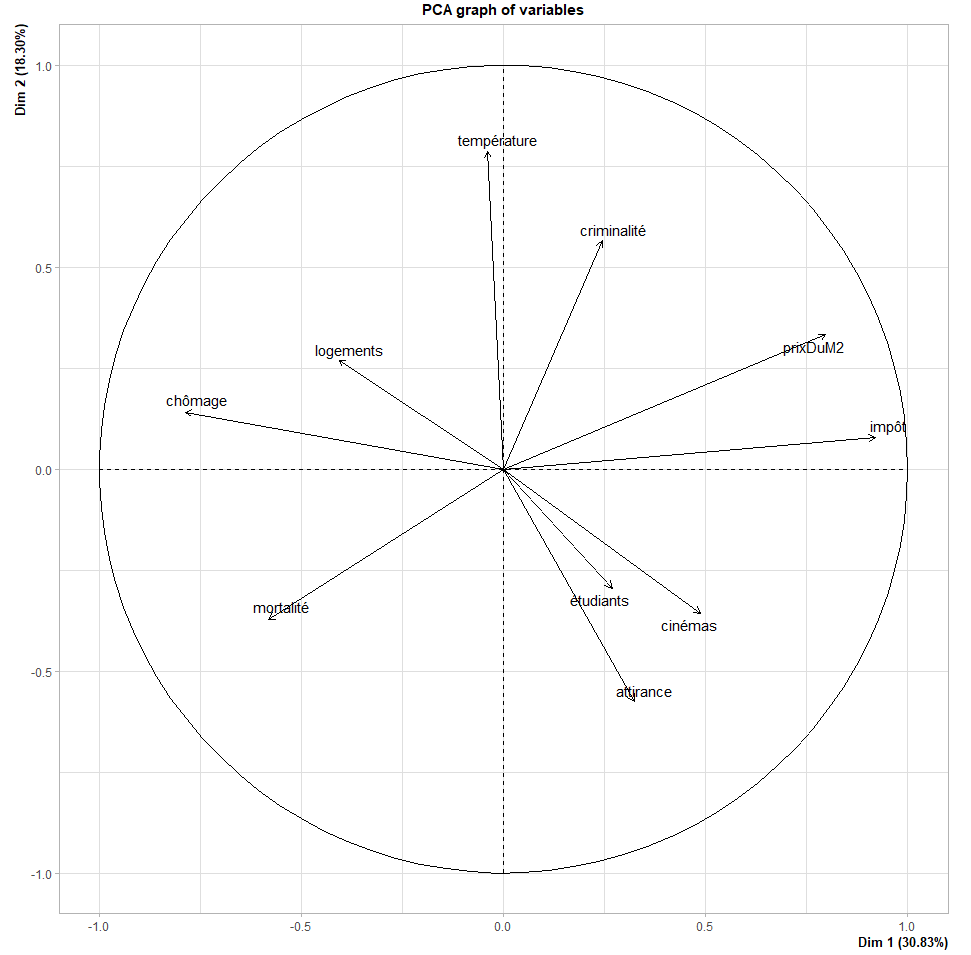 PCA graph of variables
Dim 2 (18.30%)
1.0
température
criminalité
0.5
logements
prixDuM2
chômage
impôt
0.0
mortalité
étudiants
cinémas
-0.5
attirance
-1.0
-1.0
-0.5
0.0
0.5
1.0
Dim 1 (30.83%)